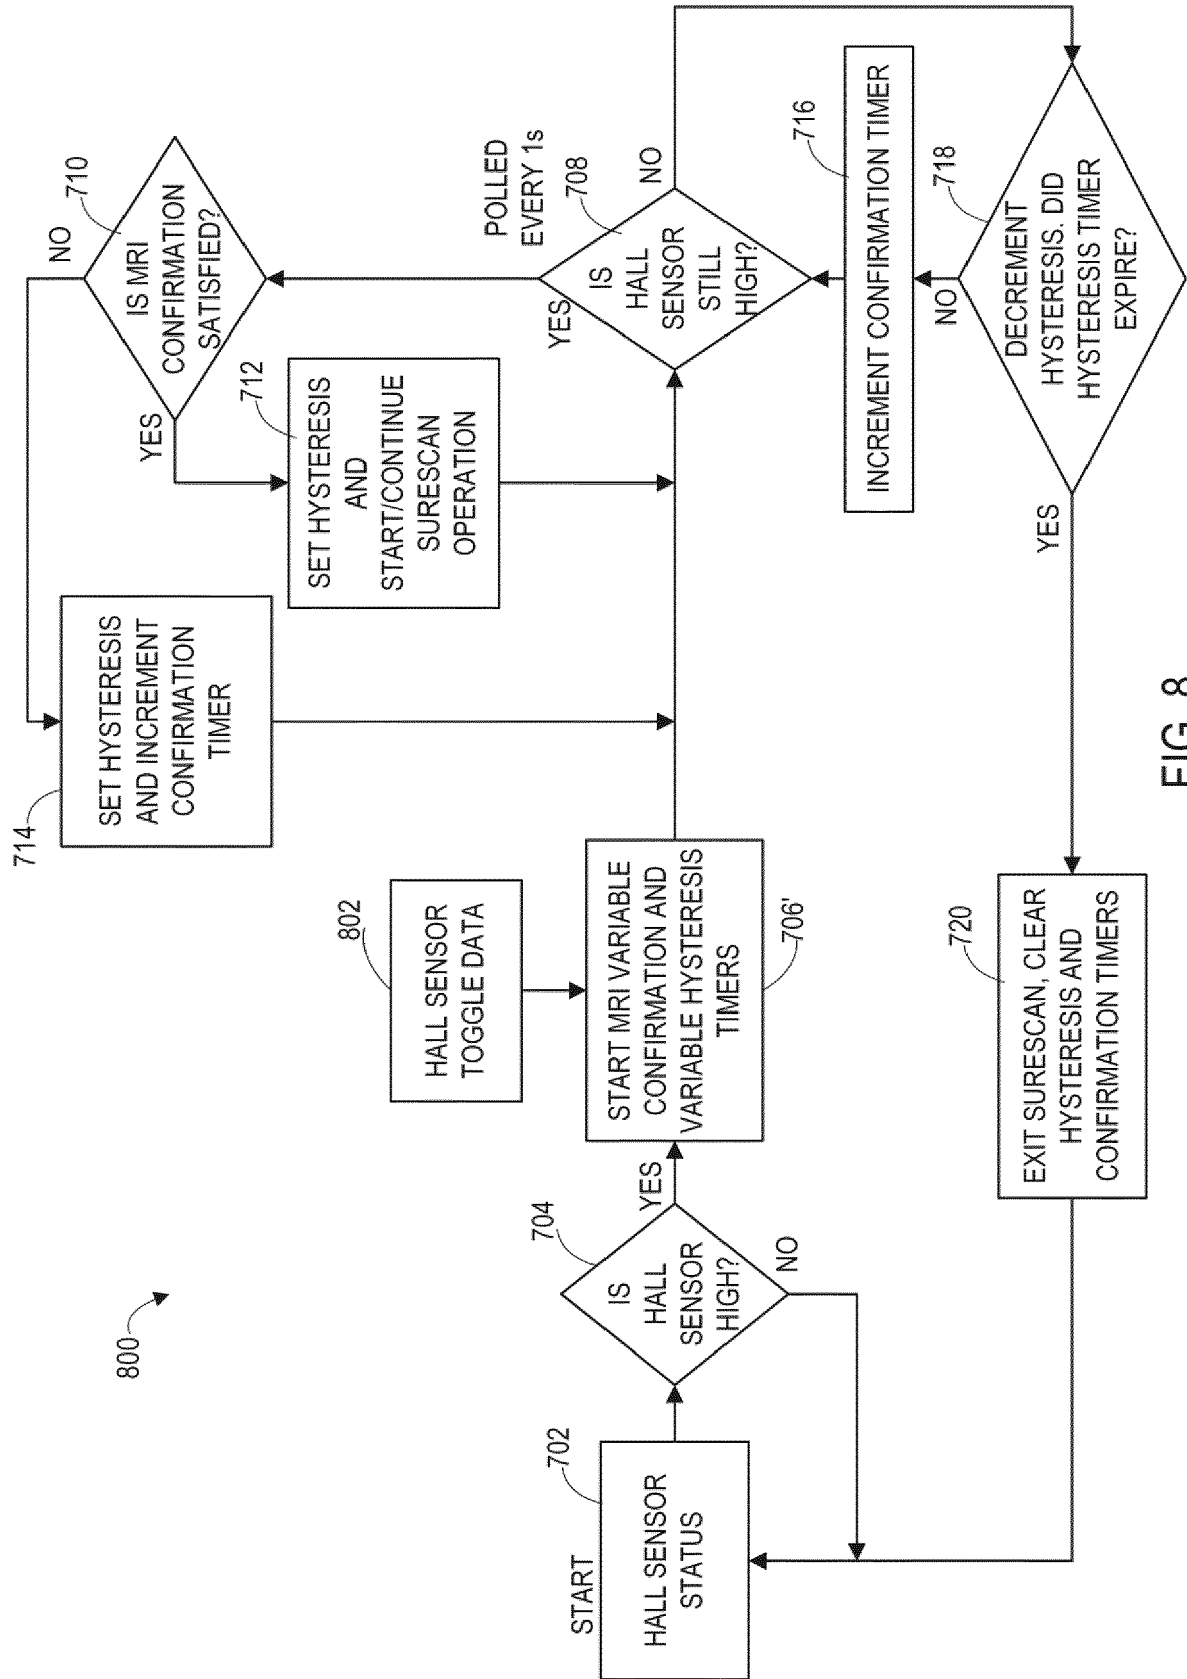 800
START
702
HALL SENSOR
STATUS
704
IS
HALL
SENSOR
HIGH?
YES
NO
802
HALL SENSOR
TOGGLE DATA
START MRI VARIABLE
CONFIRMATION AND
VARIABLE HYSTERESIS
TIMERS
706'
714
SET HYSTERESIS
AND INCREMENT
CONFIRMATION
TIMER
712
SET HYSTERESIS
AND
START/CONTINUE
SURESCAN
OPERATION
710
NO
IS MRI
CONFIRMATION
SATISFIED?
YES
POLLED
EVERY 1s
708
YES
IS
HALL
SENSOR
STILL
HIGH?
NO
716
INCREMENT CONFIRMATION TIMER
718
NO
DECREMENT
HYSTERESIS. DID
HYSTERESIS TIMER
EXPIRE?
YES
720
EXIT SURESCAN, CLEAR
HYSTERESIS AND
CONFIRMATION TIMERS
FIG. 8